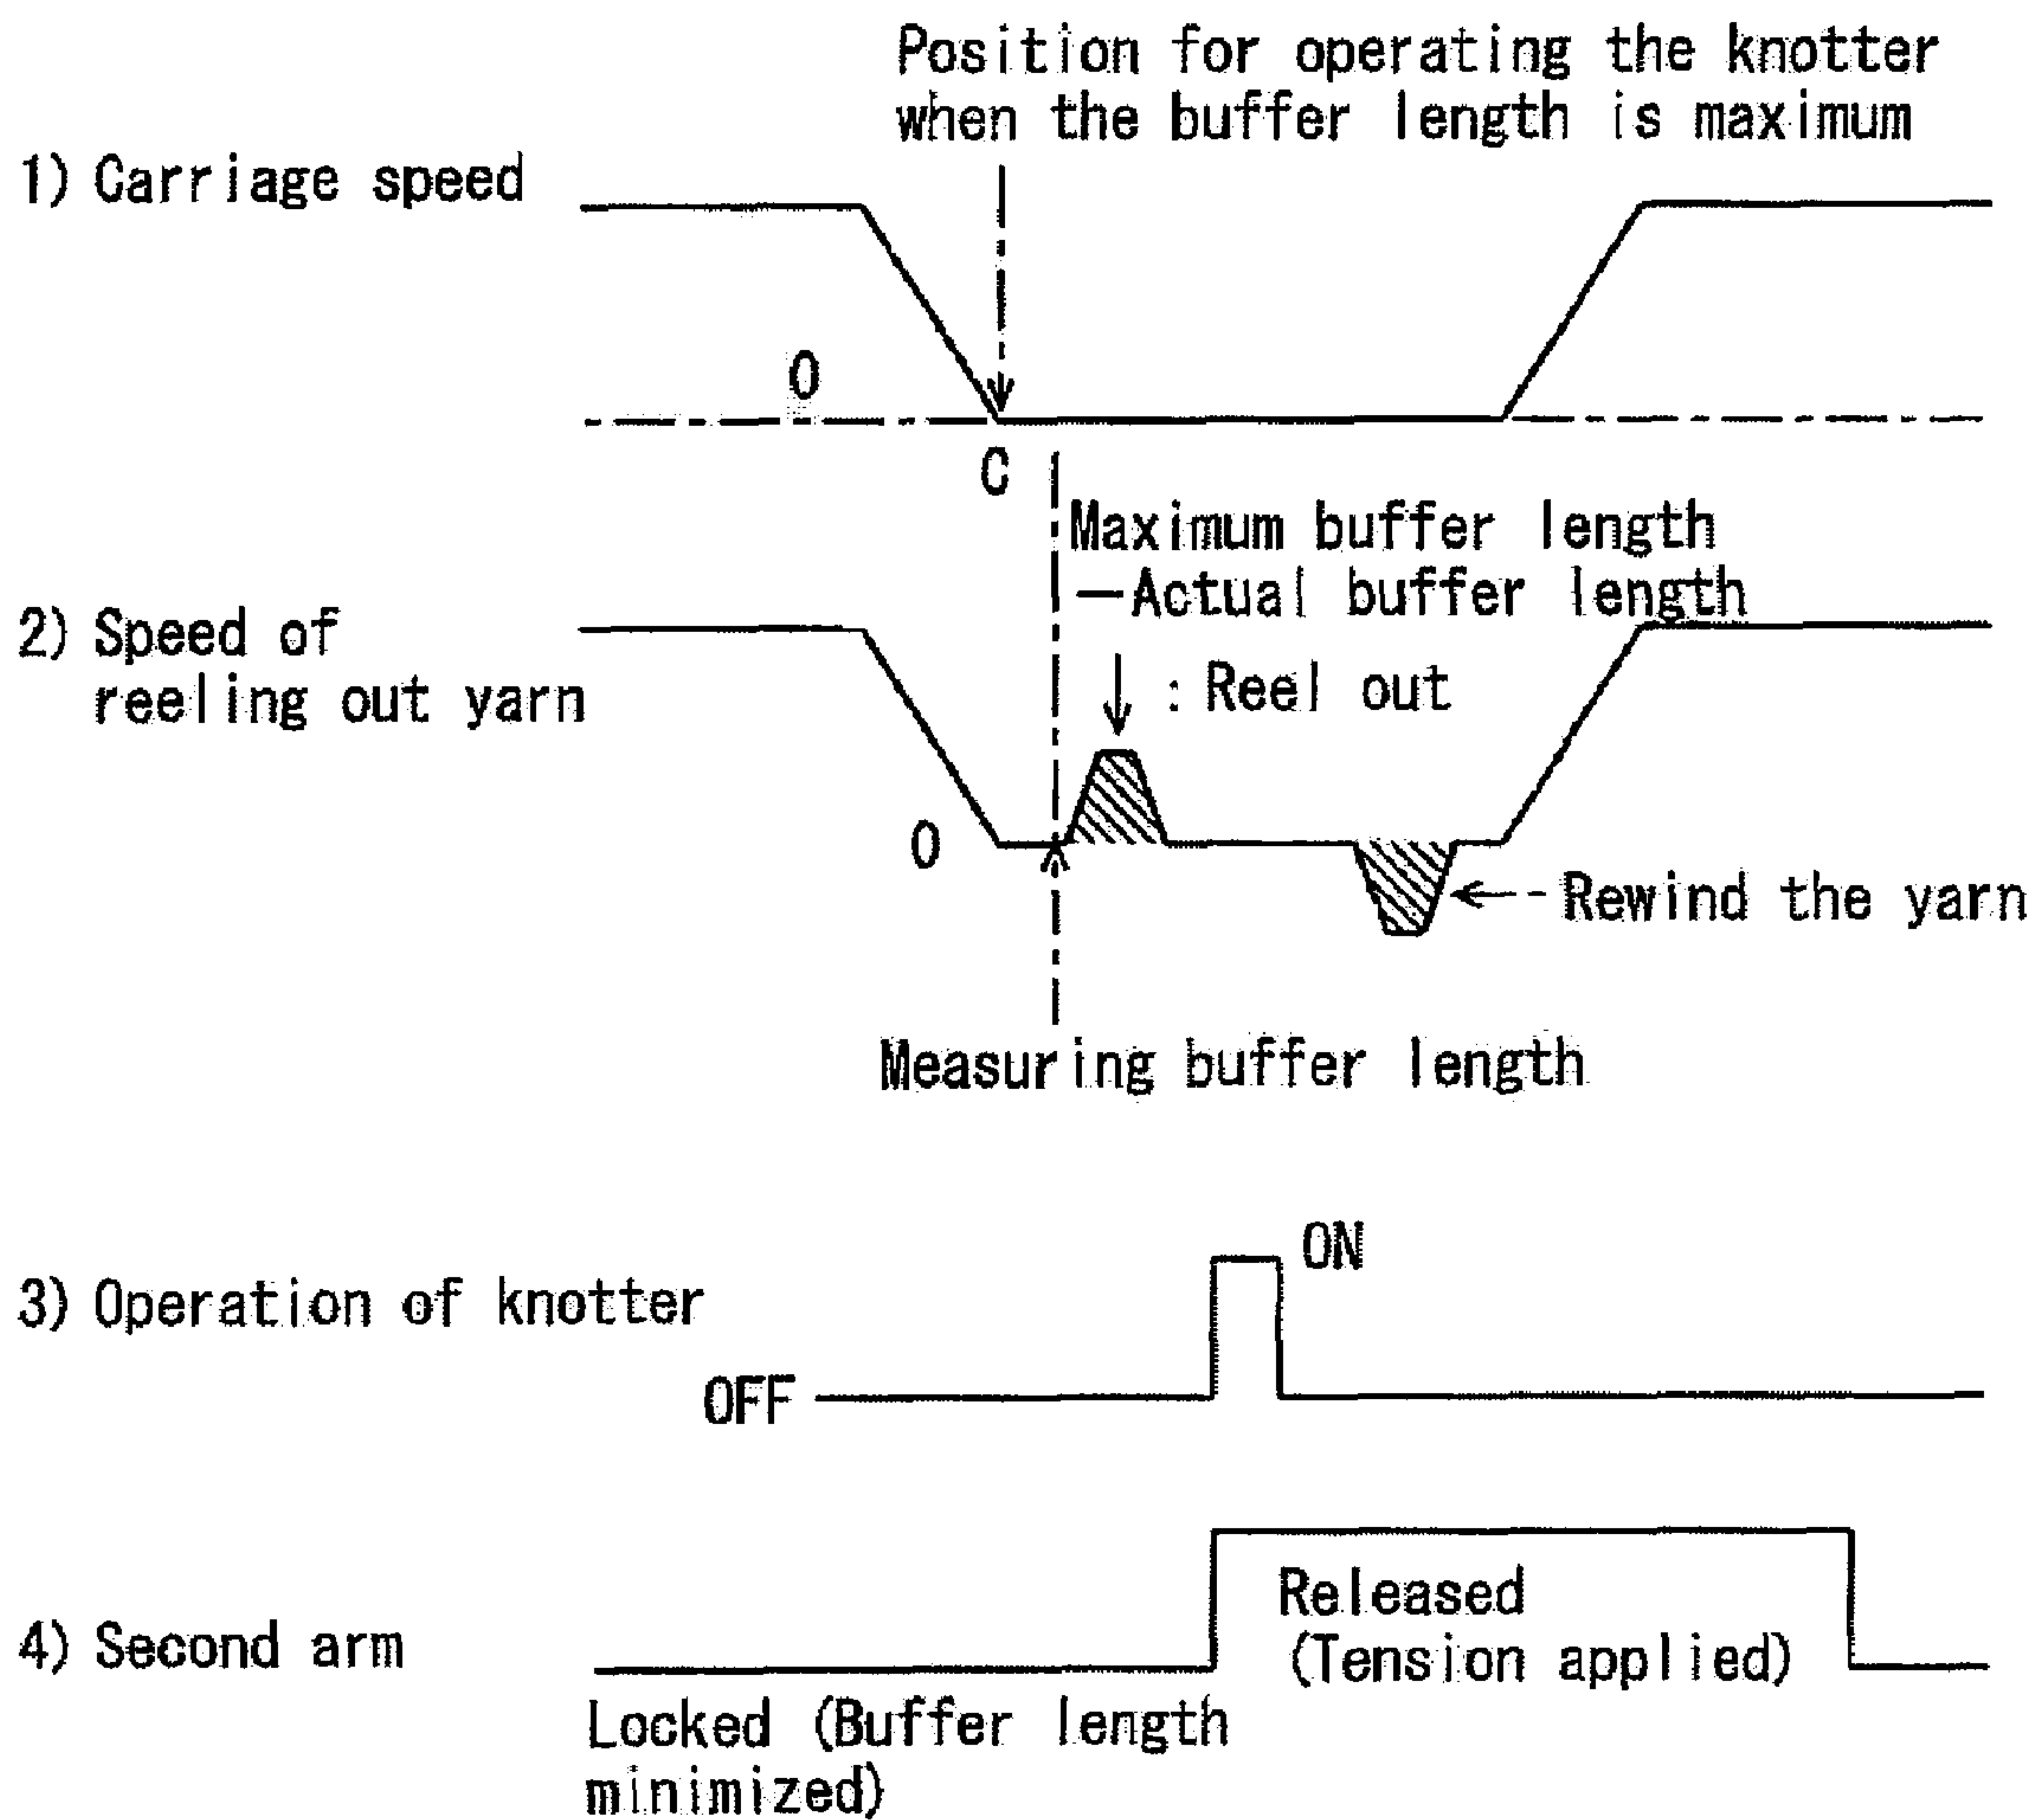 Position for operating the knotter
when the buffer length is maximum
1) Carriage speed
0
C
Maximum buffer length
—Actual buffer length
2) Speed of
reeling out yarn
: Reel out
0
Rewind the yarn
Measuring buffer length
ON
3) Operation of knotter
OFF
Released
(Tension applied)
4) Second arm
Locked (Buffer length
minimized)